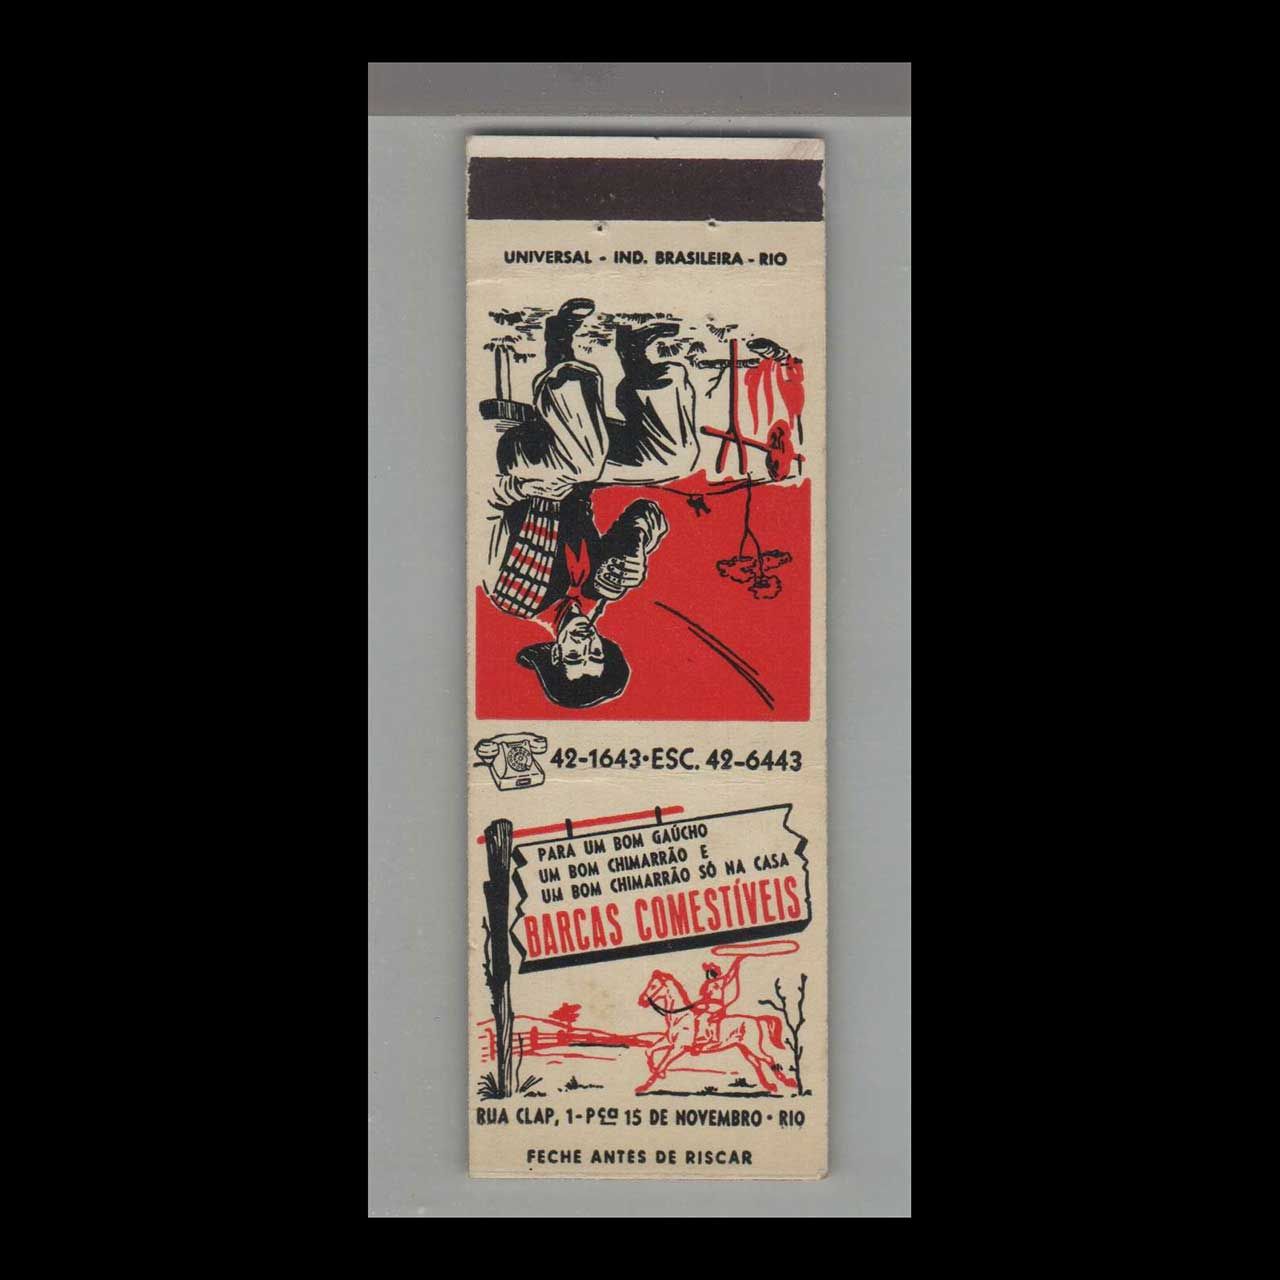 UNIVERSAL - IND. BRASILEIRA - RIO
42-1643·ESC. 42-6443
PARA UM BOM GAÚCHO
UM BOM CHIMARRÃO E
UM BOM CHIMARRÃO SÓ NA CASA
BARCAS COMESTÍVEIS
RUA CLAP, 1-Pçª 15 DE NOVEMBRO · RIO
FECHE ANTES DE RISCAR